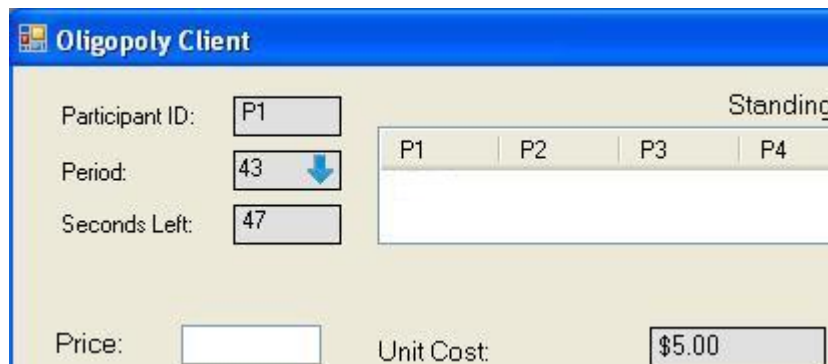 Oligopoly Client
Participant ID: P1
Standing
P1 P2 P3 P4
Period: 43
Seconds Left: 47
Price:
Unit Cost: $5.00